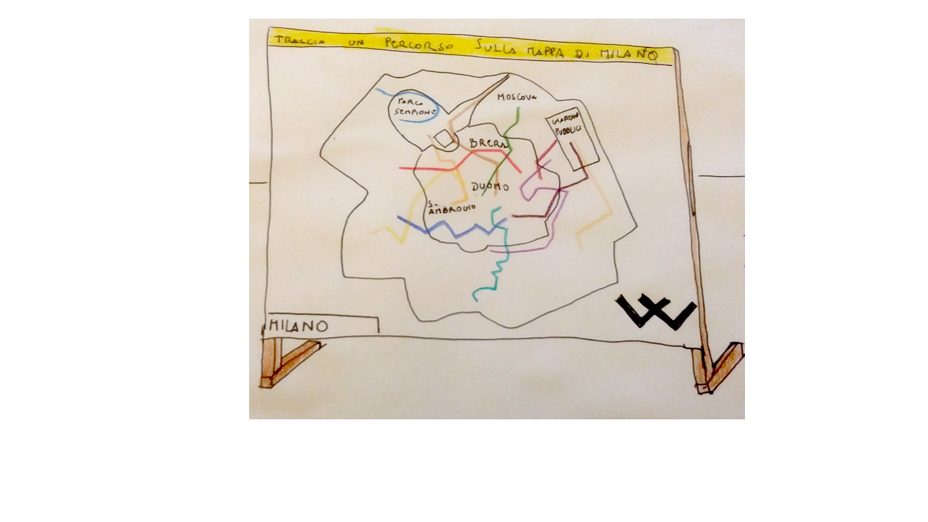 TRACCIA UN PERCORSO SULLA MAPPA DI MILANO
PARCO
SEMPIONE
MOSCOVA
GIARDINI
PUBBLICI
BRERA
DUOMO
S.
AMBROGIO
MILANO